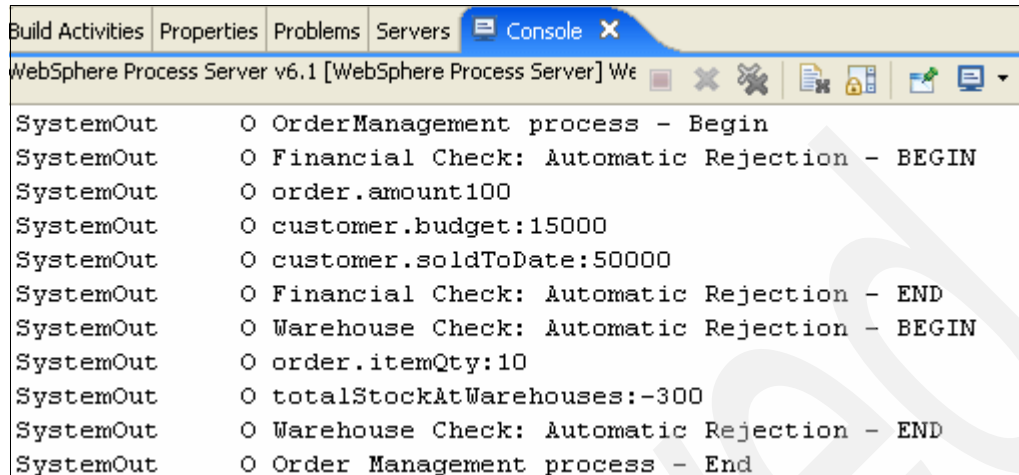 Build Activities Properties Problems Servers Console
WebSphere Process Server v6.1 [WebSphere Process Server] We
SystemOut O OrderManagement process - Begin
SystemOut O Financial Check: Automatic Rejection - BEGIN
SystemOut O order.amount100
SystemOut O customer.budget:15000
SystemOut O customer.soldToDate:50000
SystemOut O Financial Check: Automatic Rejection - END
SystemOut O Warehouse Check: Automatic Rejection - BEGIN
SystemOut O order.itemQty:10
SystemOut O totalStockAtWarehouses:-300
SystemOut O Warehouse Check: Automatic Rejection - END
SystemOut O Order Management process - End